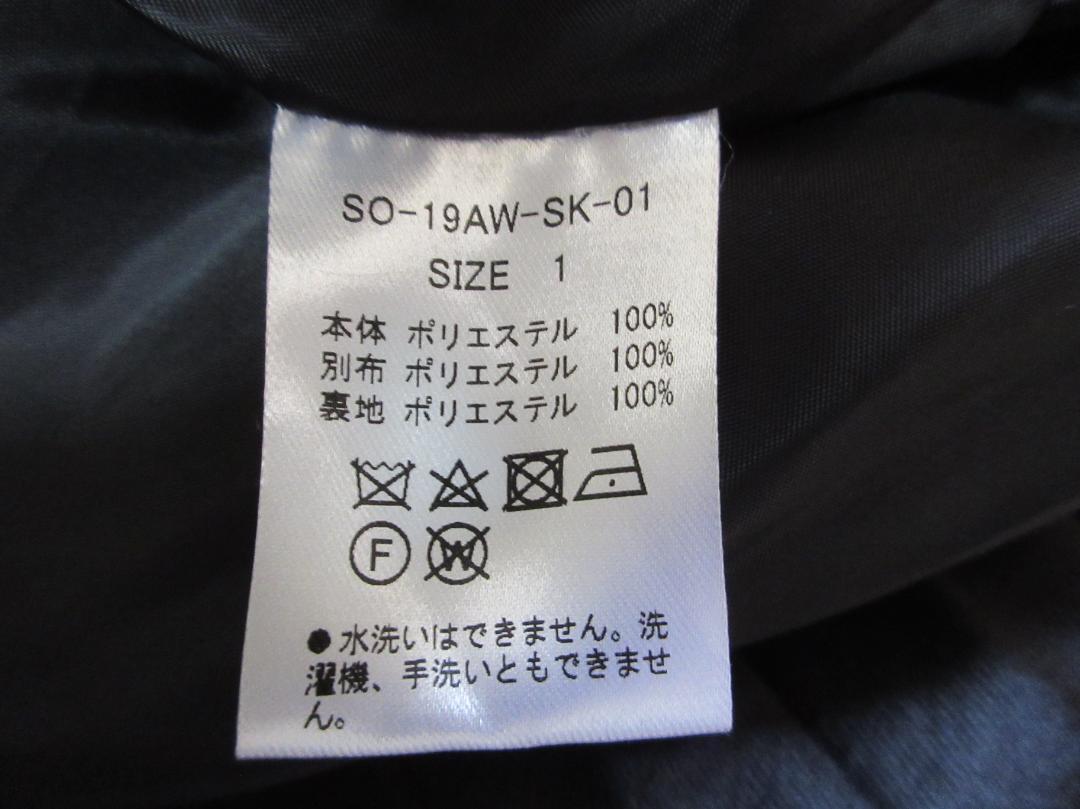 SO-19AW-SK-01
SIZE 1
本体 ポリエステル 100%
別布 ポリエステル 100%
裏地 ポリエステル 100%
F W
●水洗いはできません。洗
濯機、手洗いともできませ
ん。